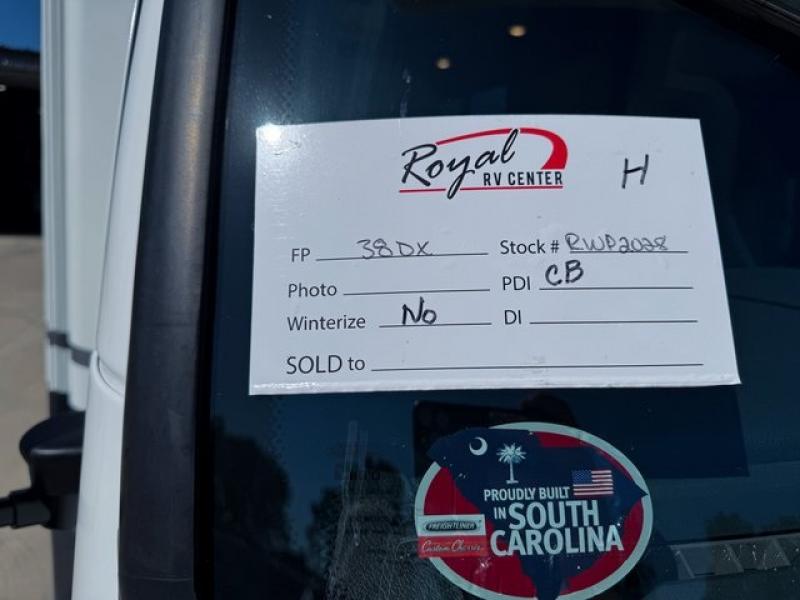 Royal
RV CENTER
H
FP 38DX Stock # RWP2028
Photo PDI CB
Winterize No DI
SOLD to
PROUDLY BUILT
IN SOUTH
CAROLINA
FREIGHTLINER
Custom Chassis